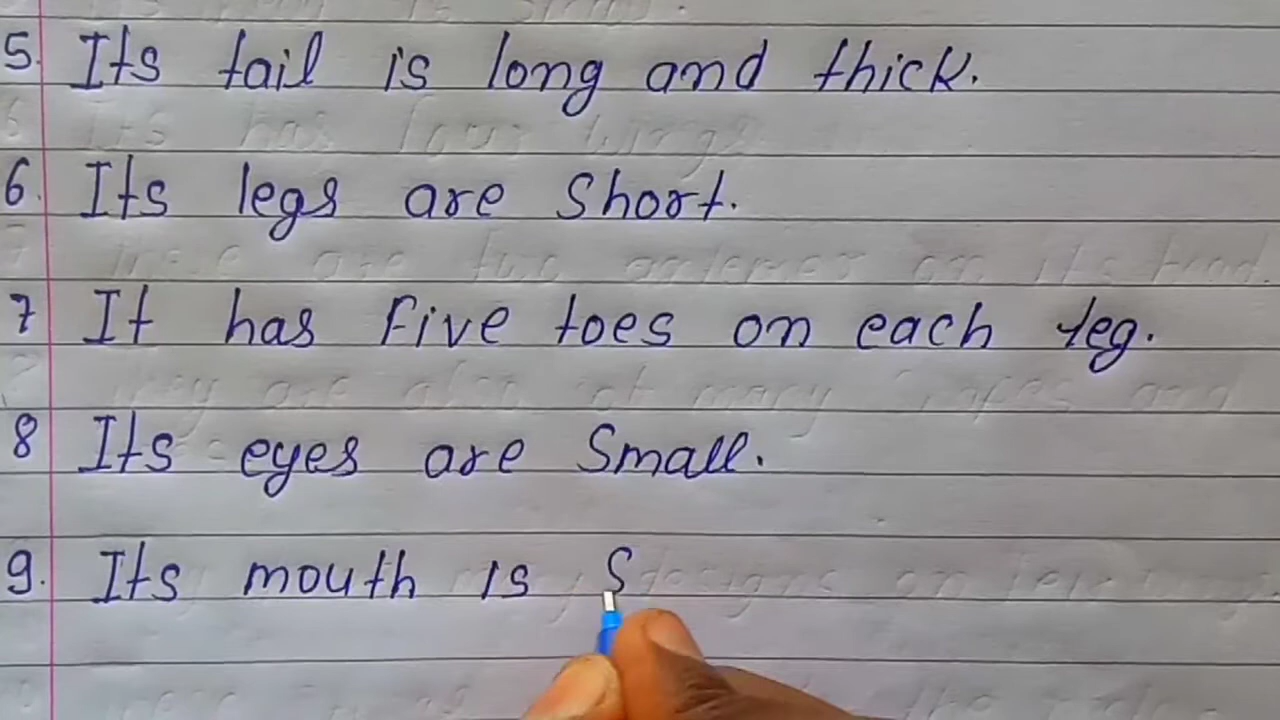 5. Its tail is long and thick.
6. Its legs are Short.
7 It has Five toes on each leg.
8 Its eyes are Small.
9. Its mouth is S